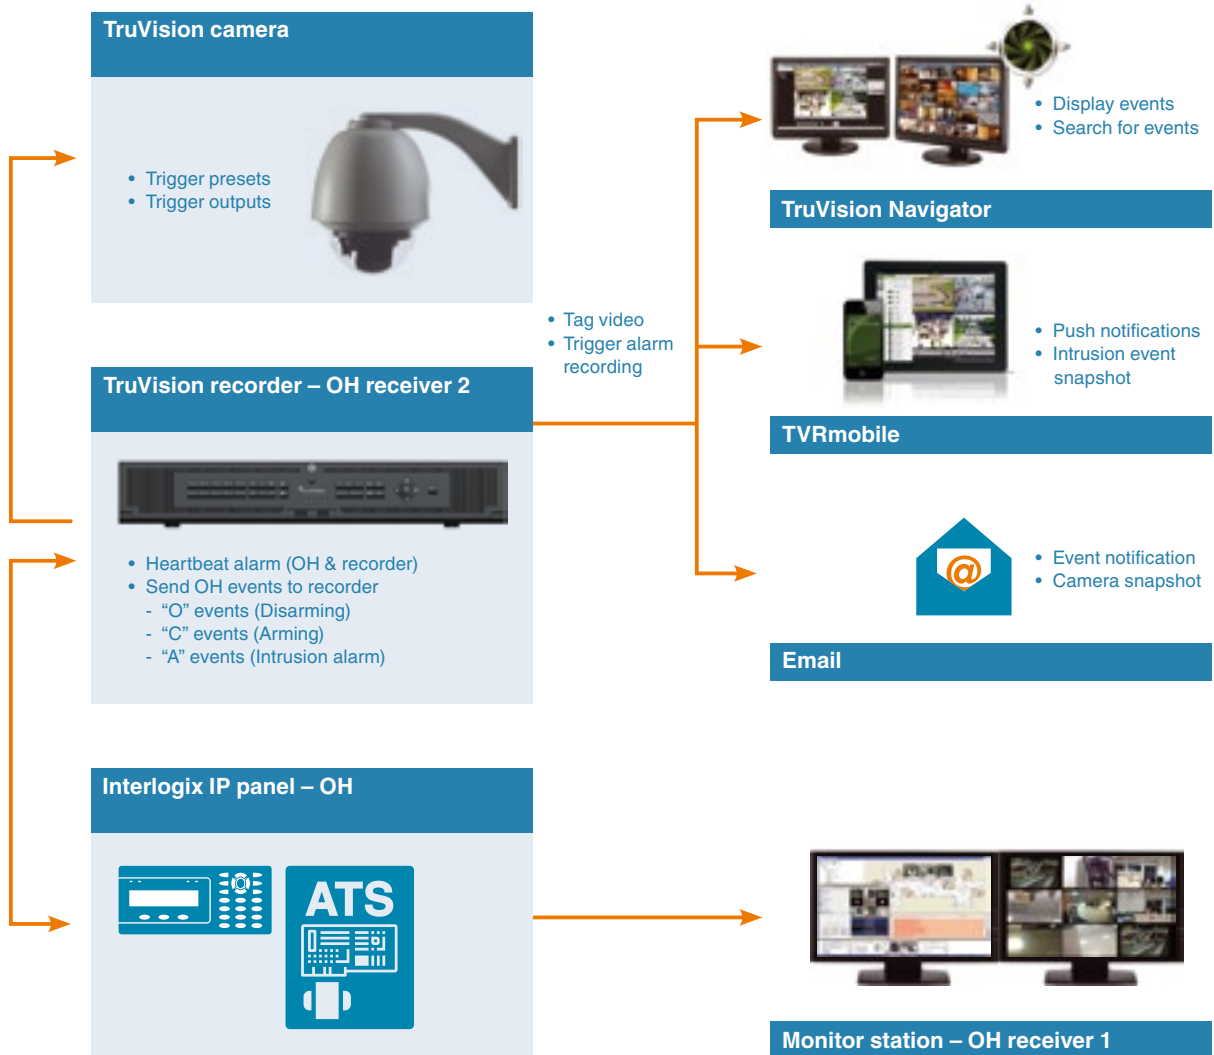 TruVision camera
• Trigger presets
• Trigger outputs
TruVision recorder – OH receiver 2
• Heartbeat alarm (OH & recorder)
• Send OH events to recorder
- “O” events (Disarming)
- “C” events (Arming)
- “A” events (Intrusion alarm)
Interlogix IP panel – OH
ATS
• Tag video
• Trigger alarm
recording
• Display events
• Search for events
TruVision Navigator
• Push notifications
• Intrusion event
snapshot
TVRmobile
@
• Event notification
• Camera snapshot
Email
Monitor station – OH receiver 1